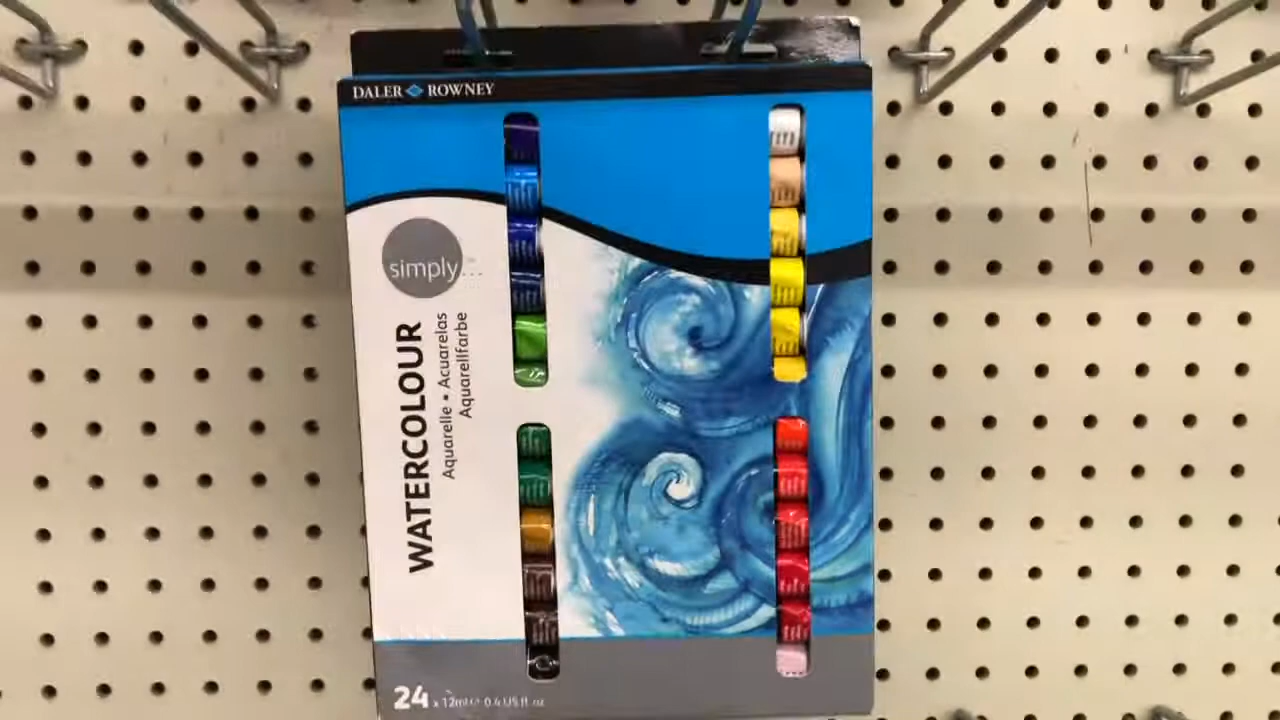 DALER ROWNEY
simply...
WATERCOLOUR
Aquarelle • Acuarelas
Aquarellfarbe
24 x 12ml e 0.4 US fl oz